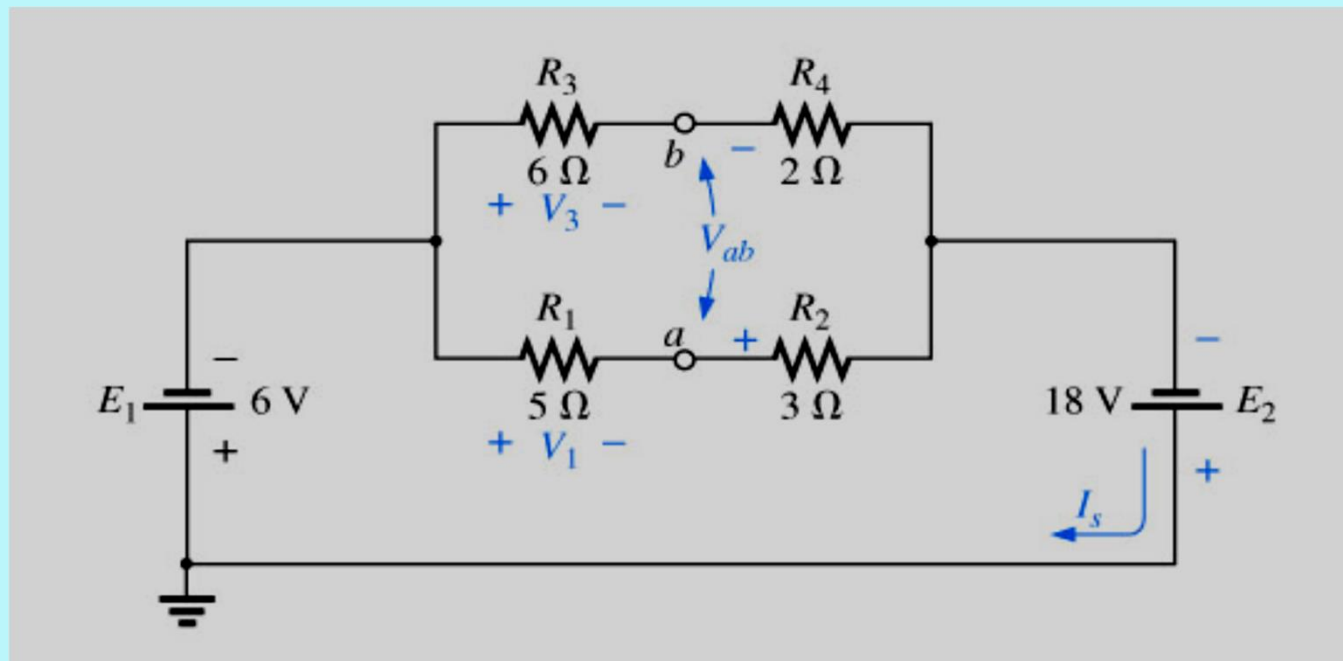 R3 R4
b −
6 Ω 2 Ω
+ V3 −
Vab
R1 R2
a +
− −
E1 6 V 5 Ω 3 Ω 18 V E2
+ + V1 − +
Is